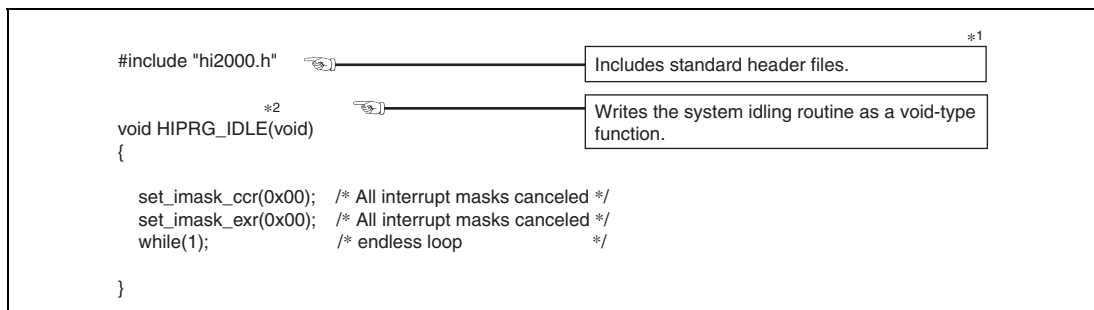 *1
#include "hi2000.h"
Includes standard header files.
*2
Writes the system idling routine as a void-type
function.
void HIPRG_IDLE(void)
{
set_imask_ccr(0x00); /* All interrupt masks canceled */
set_imask_exr(0x00); /* All interrupt masks canceled */
while(1); /* endless loop */
}